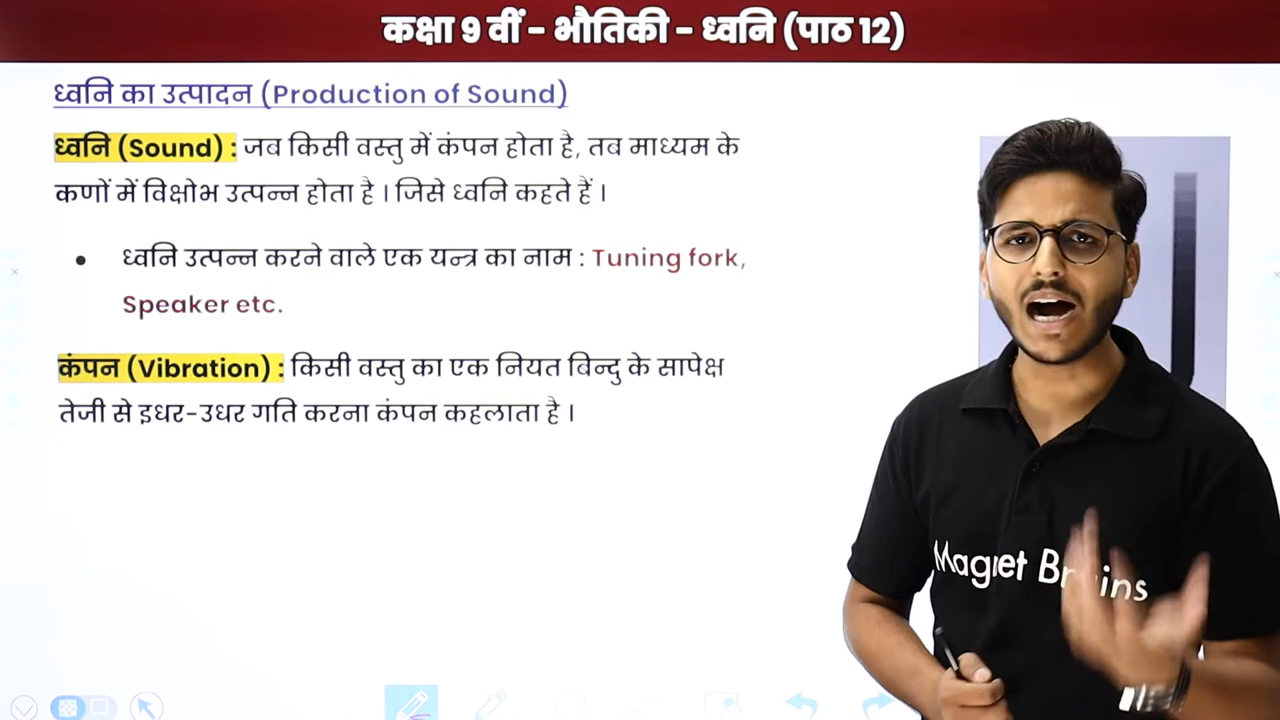 कक्षा 9 वीं - भौतिकी - ध्वनि (पाठ 12)
ध्वनि का उत्पादन (Production of Sound)
ध्वनि (Sound) : जब किसी वस्तु में कंपन होता है, तब माध्यम के
कणों में विक्षोभ उत्पन्न होता है । जिसे ध्वनि कहते हैं ।
• ध्वनि उत्पन्न करने वाले एक यन्त्र का नाम : Tuning fork,
Speaker etc.
कंपन (Vibration) : किसी वस्तु का एक नियत बिन्दु के सापेक्ष
तेजी से इधर-उधर गति करना कंपन कहलाता है ।
Magnet Brains